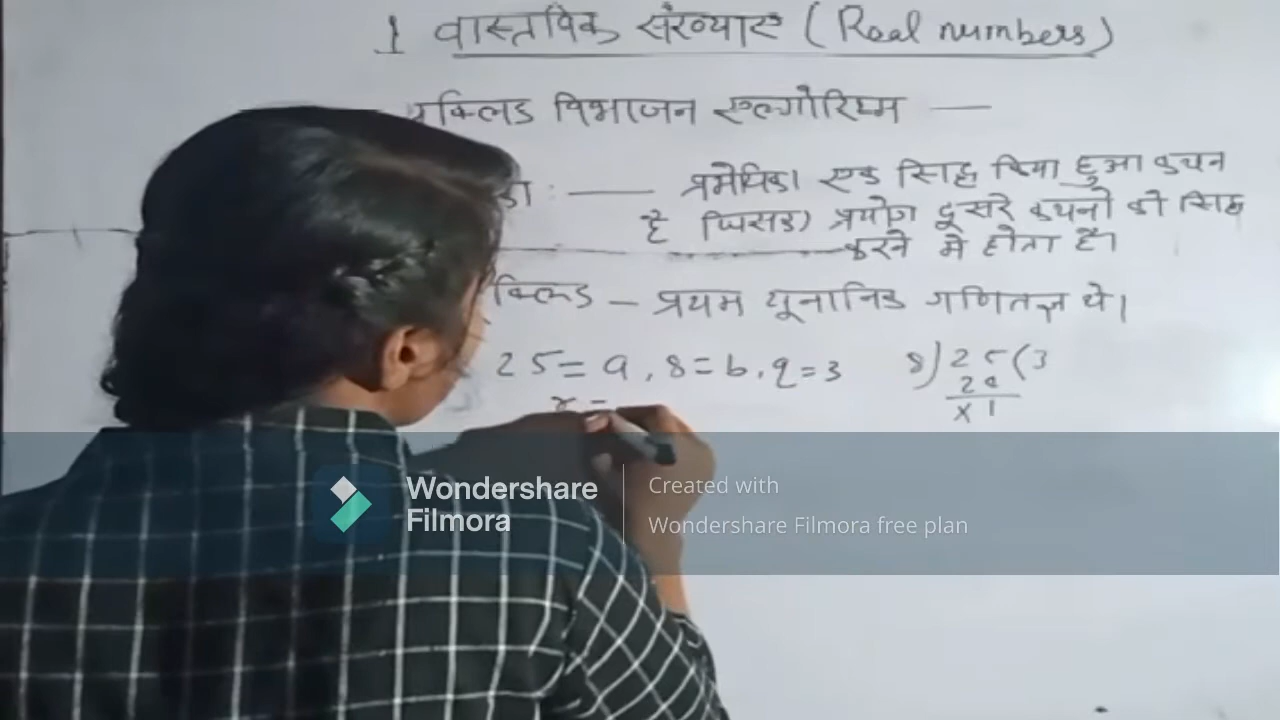 1 वास्तविक संख्याए (Real numbers)
एक्लिड विभाजन एल्गोरिथ्म —
प्रमेयिका एक सिद्ध किया हुआ कथन
है जिसका प्रयोग दूसरे कथनो को सिद्ध
करने मे होता है।
क्लिड – प्रथम यूनानिक गणितज्ञ थे।
25 = a , 8 = b , q = 3
8)25(3
24
x 1
r =
Wondershare
Filmora
Created with
Wondershare Filmora free plan